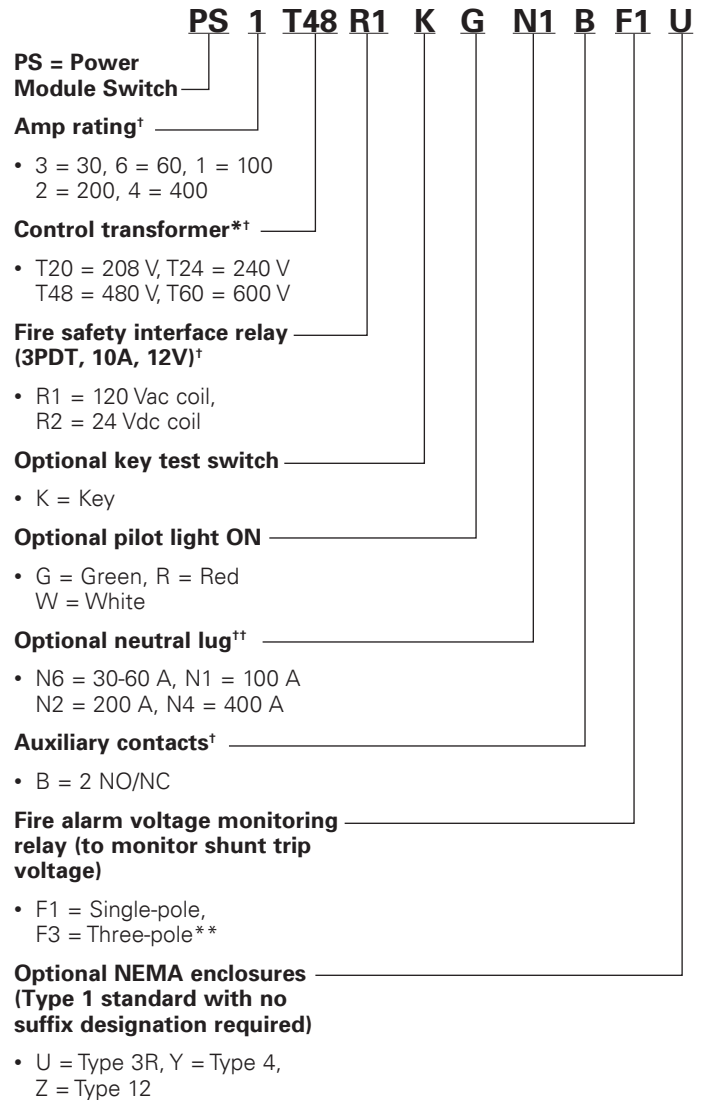 PS 1 T48 R1 K G N1 B F1 U
PS = Power
Module Switch
Amp rating†
• 3 = 30, 6 = 60, 1 = 100
2 = 200, 4 = 400
Control transformer*†
• T20 = 208 V, T24 = 240 V
T48 = 480 V, T60 = 600 V
Fire safety interface relay
(3PDT, 10A, 12V)†
• R1 = 120 Vac coil,
R2 = 24 Vdc coil
Optional key test switch
• K = Key
Optional pilot light ON
• G = Green, R = Red
W = White
Optional neutral lug††
• N6 = 30-60 A, N1 = 100 A
N2 = 200 A, N4 = 400 A
Auxiliary contacts†
• B = 2 NO/NC
Fire alarm voltage monitoring
relay (to monitor shunt trip
voltage)
• F1 = Single-pole,
F3 = Three-pole**
Optional NEMA enclosures
(Type 1 standard with no
suffix designation required)
• U = Type 3R, Y = Type 4,
Z = Type 12